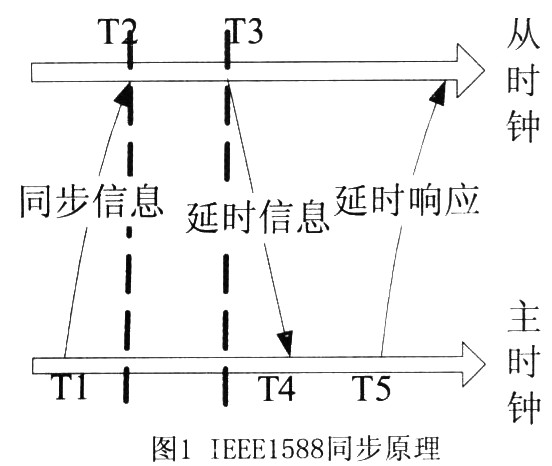 T2
T3
从时钟
同步信息
延时信息
延时响应
主时钟
T1
T4
T5
图1 IEEE1588同步原理